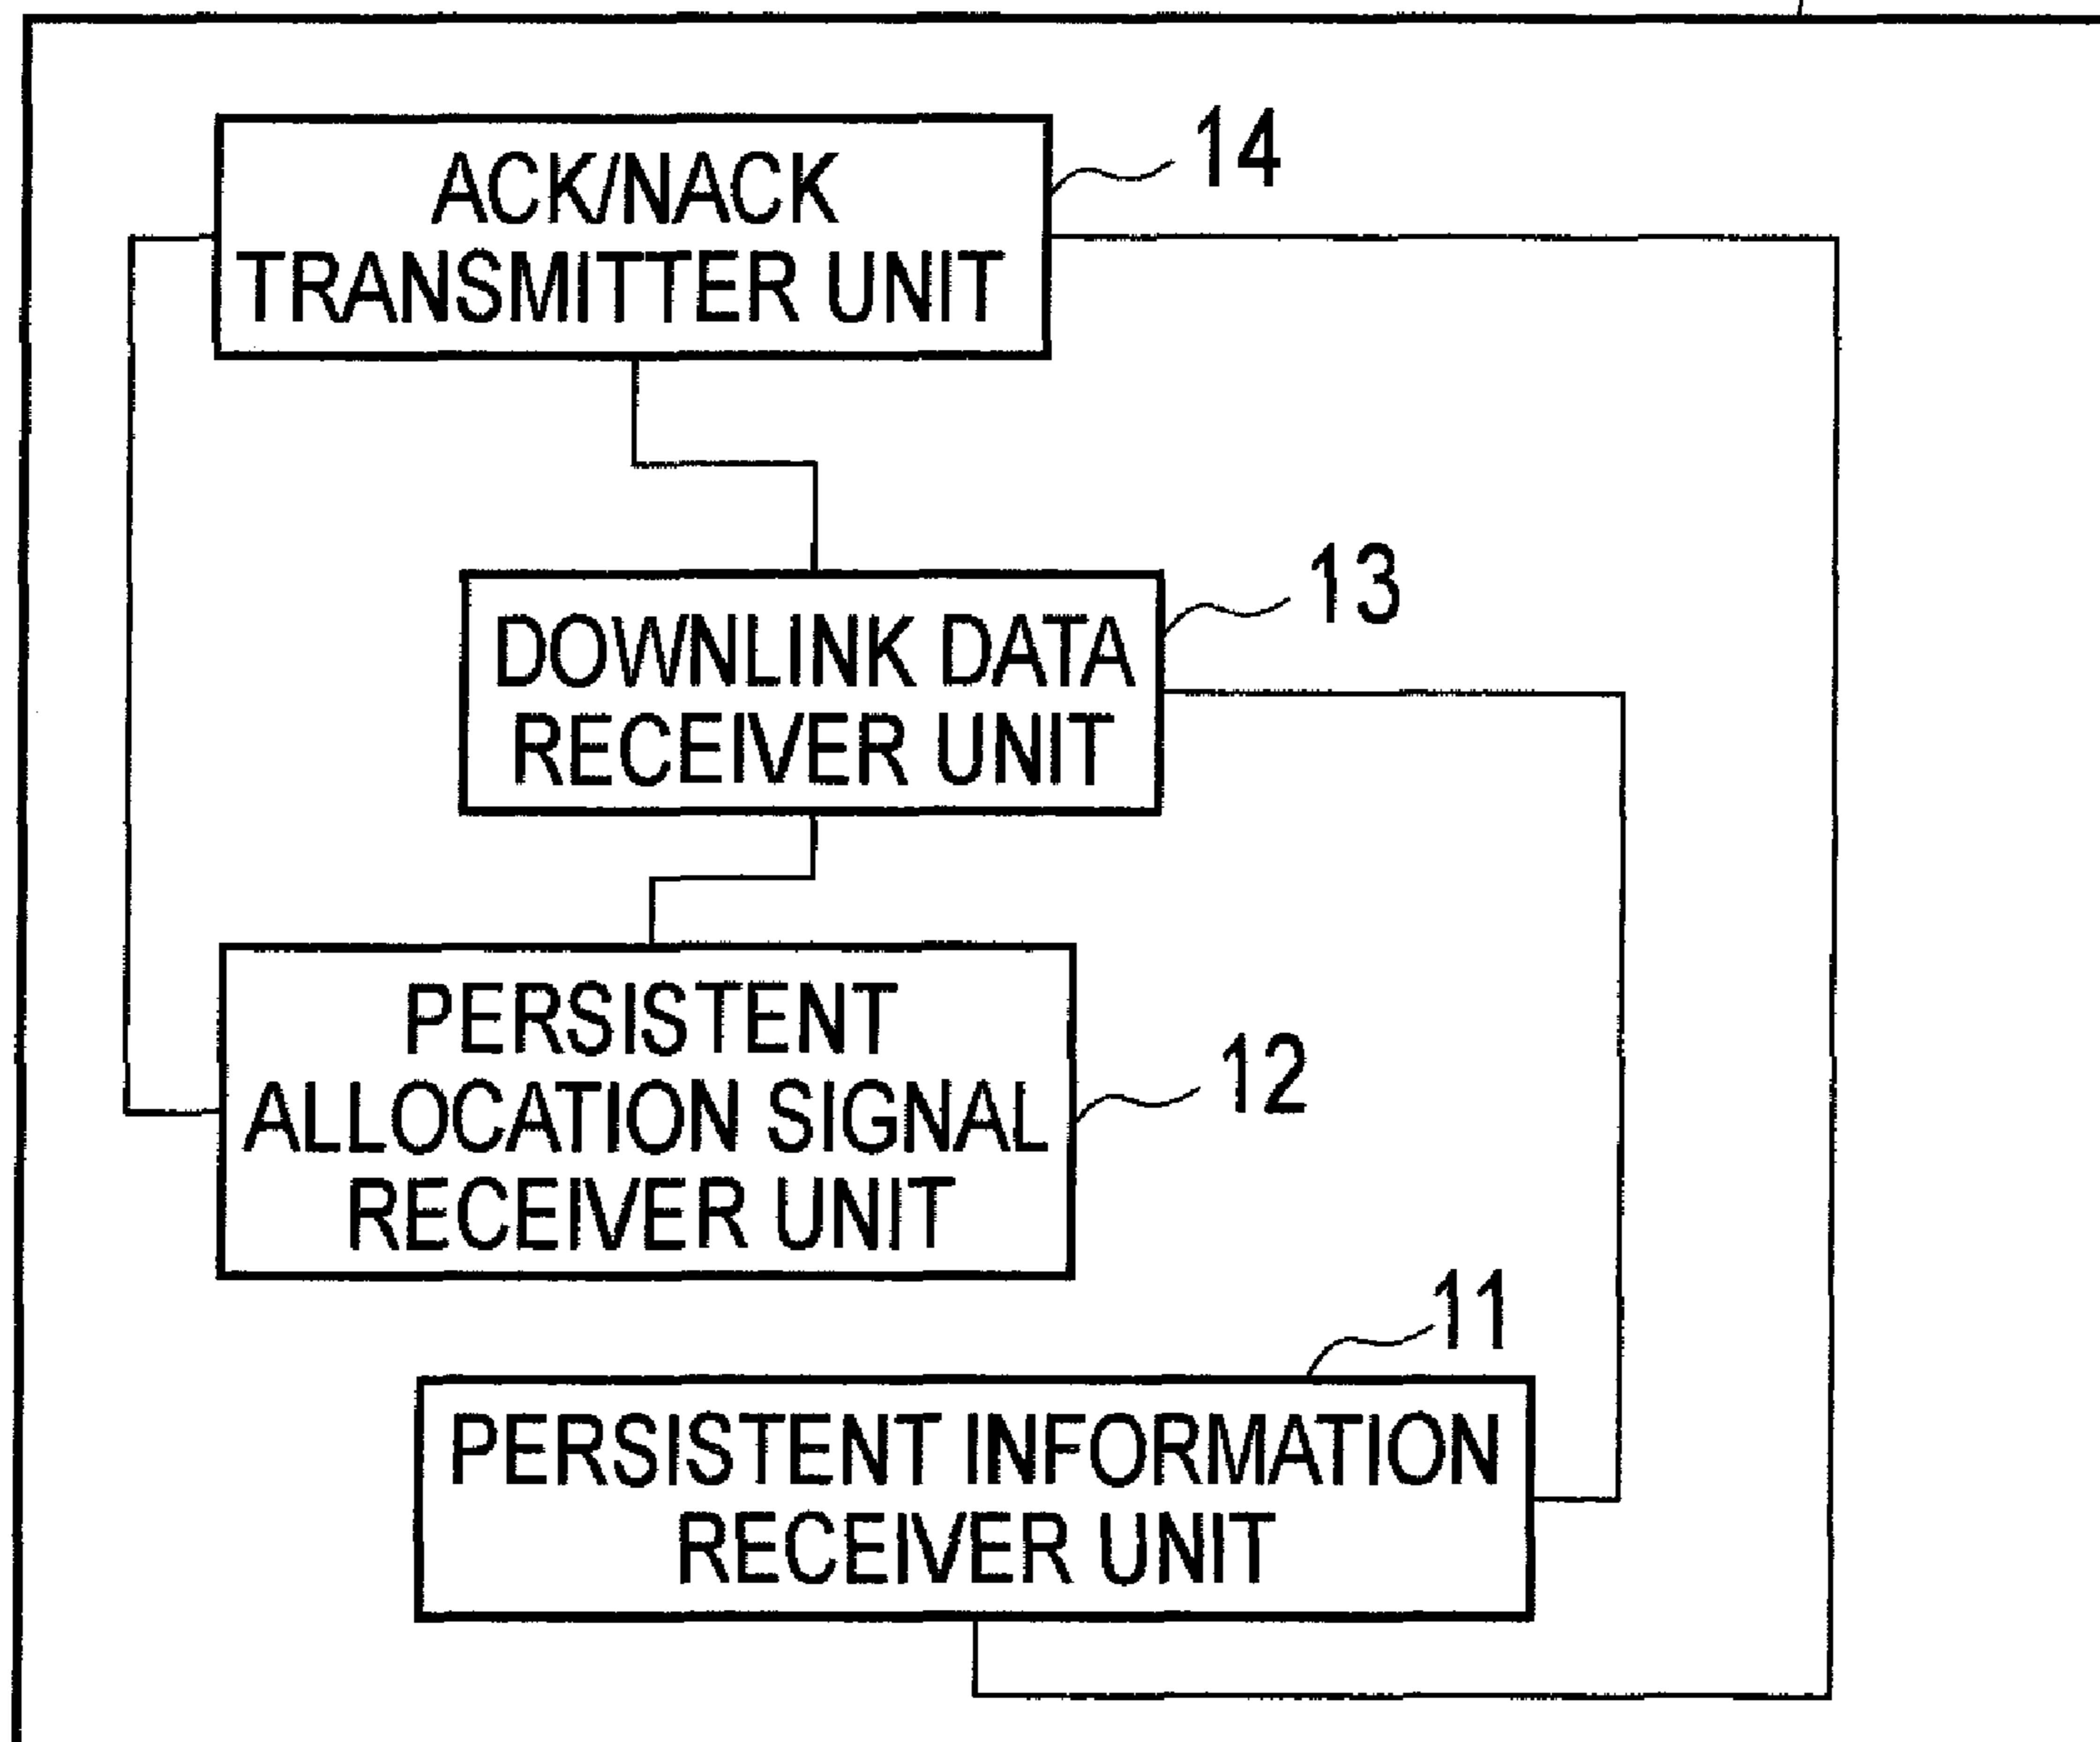 ACK/NACK
TRANSMITTER UNIT
14
DOWNLINK DATA
RECEIVER UNIT
13
PERSISTENT
ALLOCATION SIGNAL
RECEIVER UNIT
12
11
PERSISTENT INFORMATION
RECEIVER UNIT